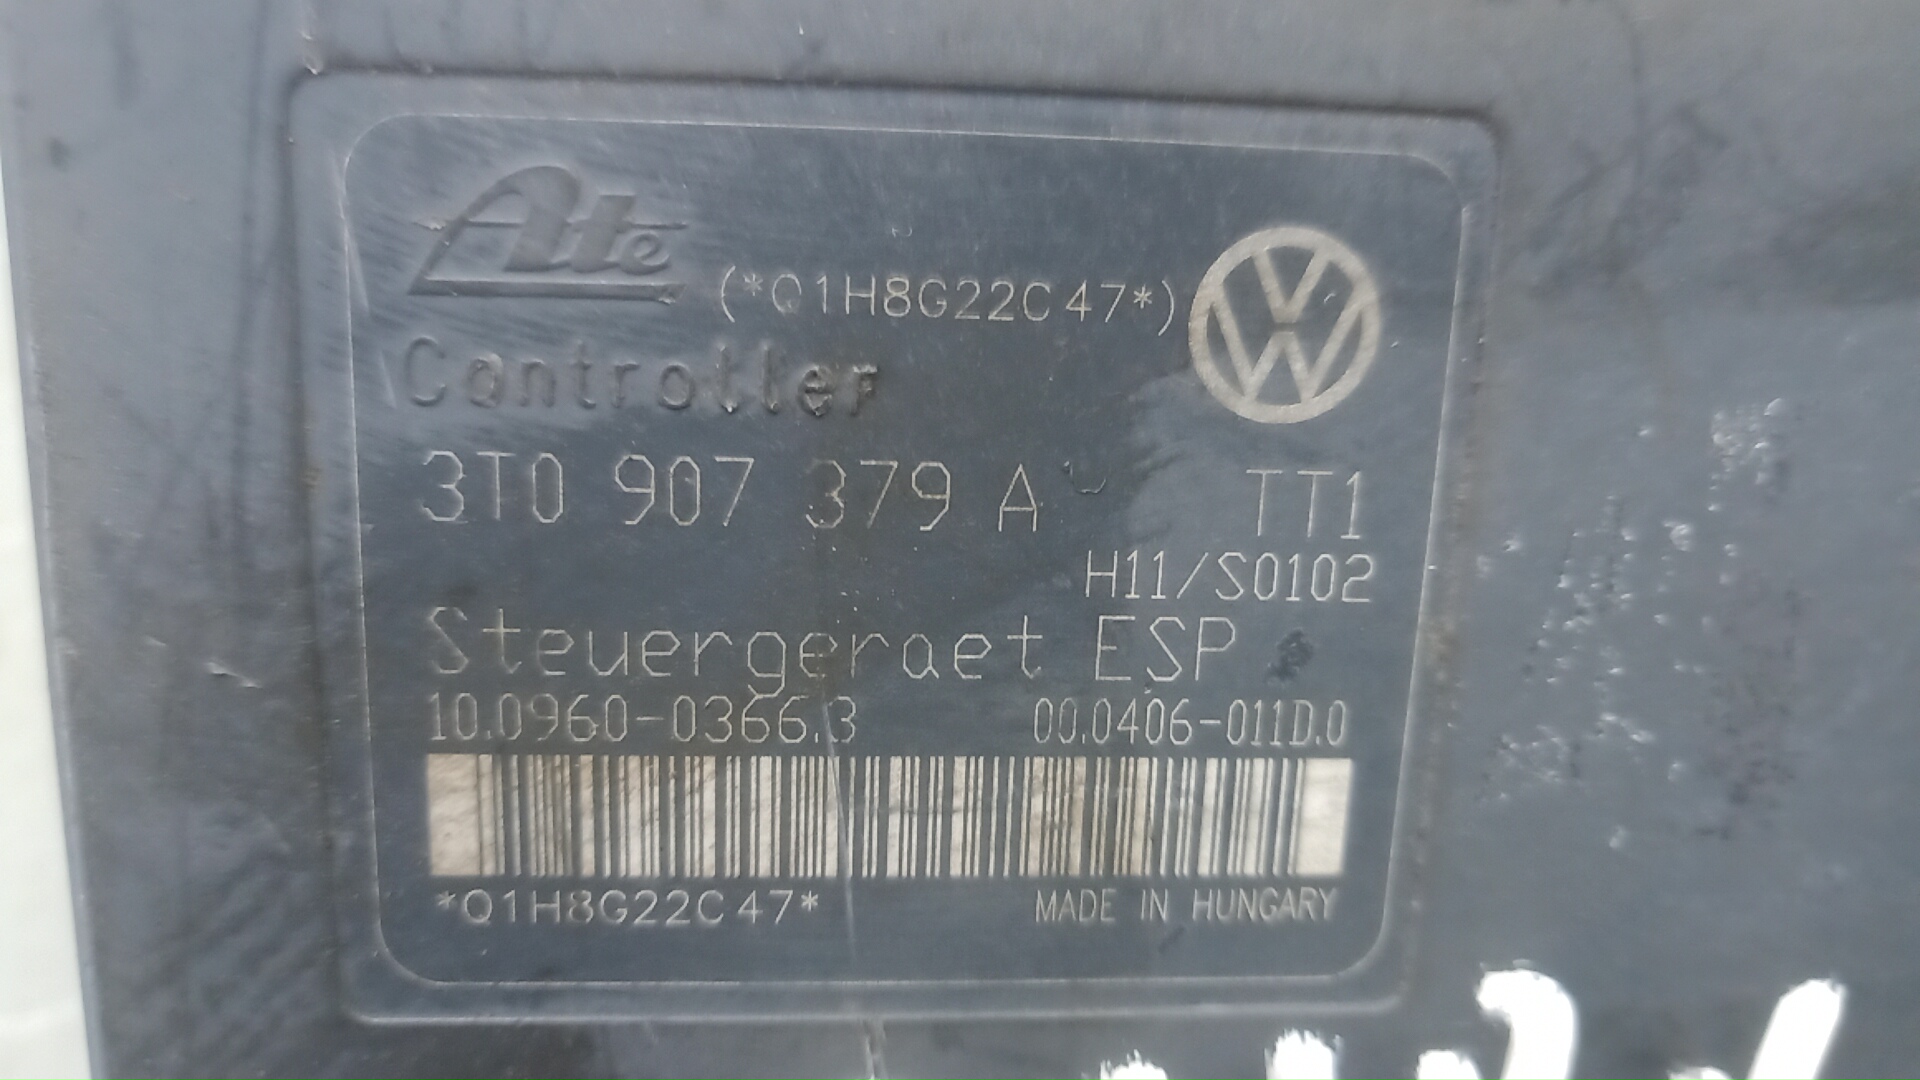 Ate
(*Q1H8G22C47*)
Controller
3T0 907 379 A TT1
H11/S0102
Steuergeraet ESP
10.0960-0366.3 00.0406-011D.0
*Q1H8G22C47*
MADE IN HUNGARY